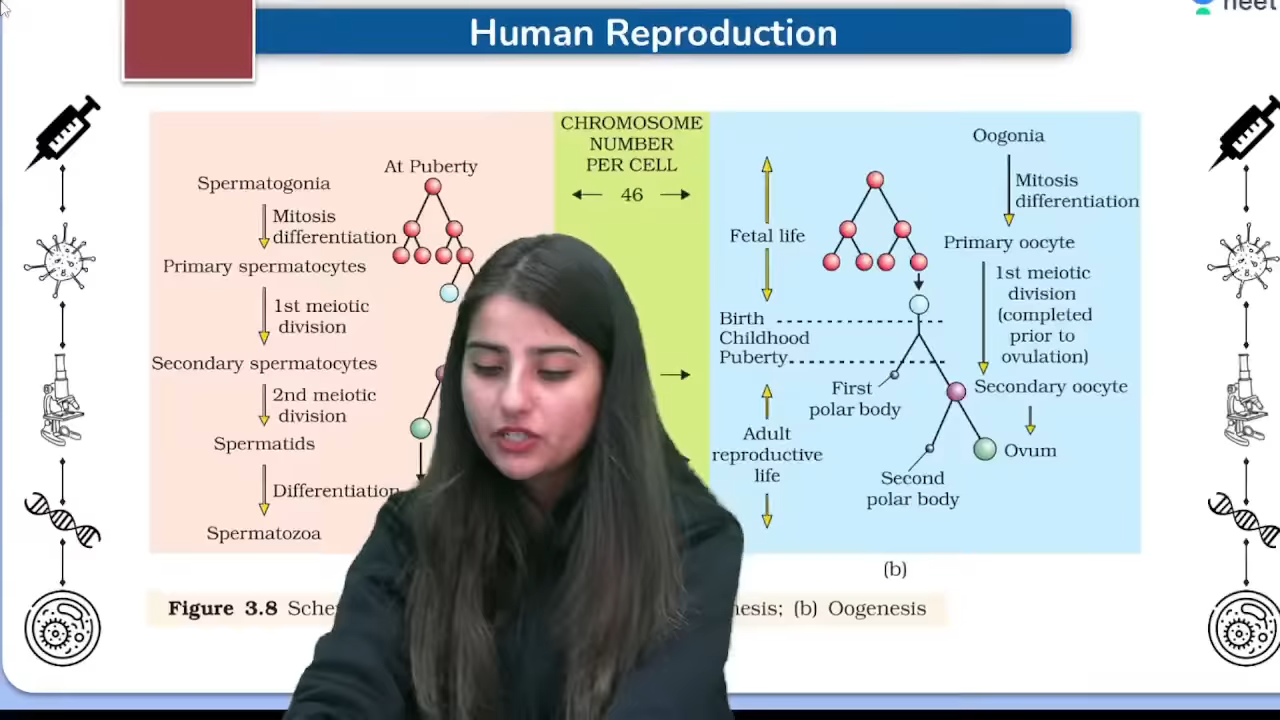 neet
Human Reproduction
At Puberty
Spermatogonia
Mitosis
differentiation
Primary spermatocytes
1st meiotic
division
Secondary spermatocytes
2nd meiotic
division
Spermatids
Differentiation
Spermatozoa
CHROMOSOME
NUMBER
PER CELL
46
Fetal life
Birth
Childhood
Puberty
Adult
reproductive
life
First
polar body
Second
polar body
Oogonia
Mitosis
differentiation
Primary oocyte
1st meiotic
division
(completed
prior to
ovulation)
Secondary oocyte
Ovum
(b)
Figure 3.8 Sche nesis; (b) Oogenesis